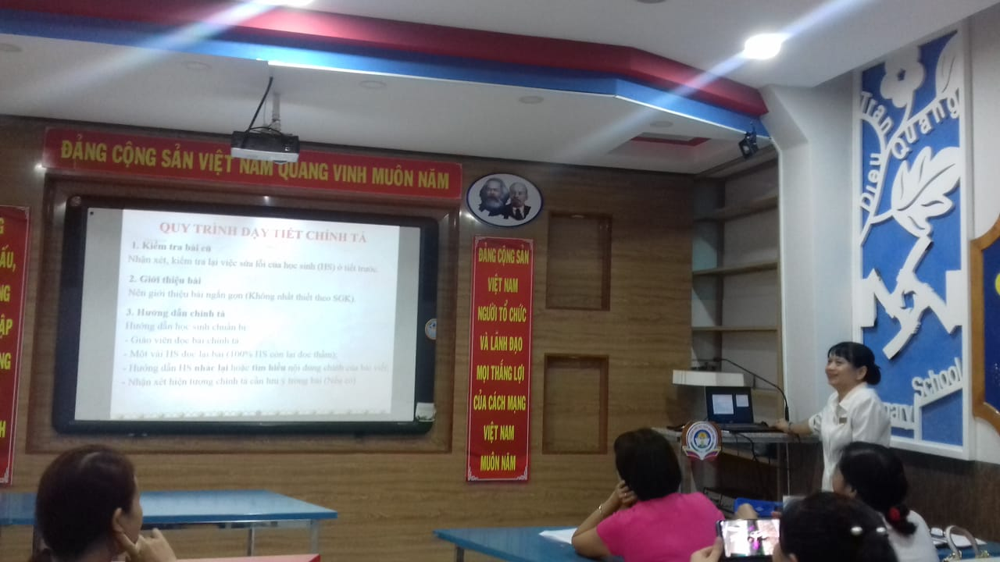 ĐẢNG CỘNG SẢN VIỆT NAM QUANG VINH MUÔN NĂM
QUY TRÌNH DẠY TIẾT CHÍNH TẢ
1. Kiểm tra bài cũ
Nhận xét, kiểm tra lại việc sửa lỗi của học sinh (HS) ở tiết trước.
2. Giới thiệu bài
Nên giới thiệu bài ngắn gọn (Không nhất thiết theo SGK).
3. Hướng dẫn chính tả
Hướng dẫn học sinh chuẩn bị
- Giáo viên đọc bài chính tả
- Một vài HS đọc lại bài (100% HS còn lại đọc thầm);
- Hướng dẫn HS nhắc lại hoặc tìm hiểu nội dung chính của bài viết
- Nhận xét hiện tượng chính tả cần lưu ý trong bài (Nếu có)
ĐẢNG CỘNG SẢN
VIỆT NAM
NGƯỜI TỔ CHỨC
VÀ LÃNH ĐẠO
MỌI THẮNG LỢI
CỦA CÁCH MẠNG
VIỆT NAM
MUÔN NĂM
Tran
Quang
Dieu
School